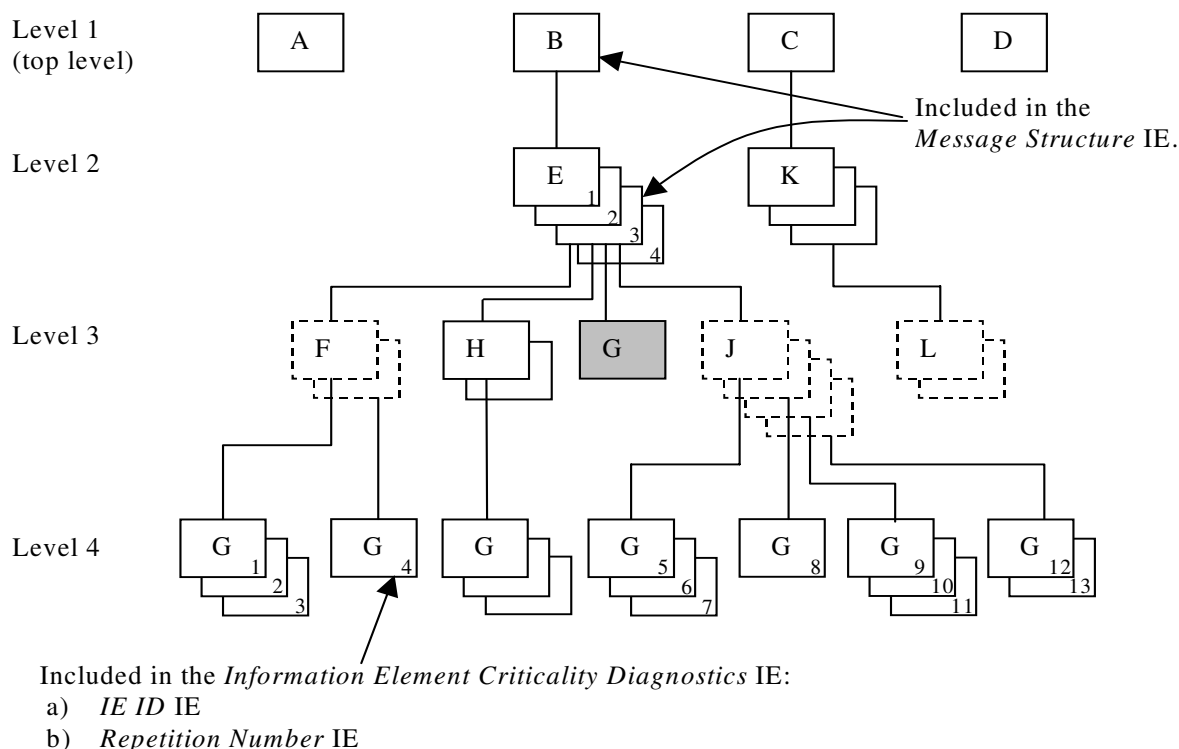 Level 1
(top level)
A
B
C
D
Included in the
Message Structure IE.
Level 2
E
1
2
3
4
K
Level 3
F
H
G
J
L
Level 4
G
1
2
3
G
4
G
G
5
6
7
G
8
G
9
10
11
G
12
13
Included in the Information Element Criticality Diagnostics IE:
a) IE ID IE
b) Repetition Number IE